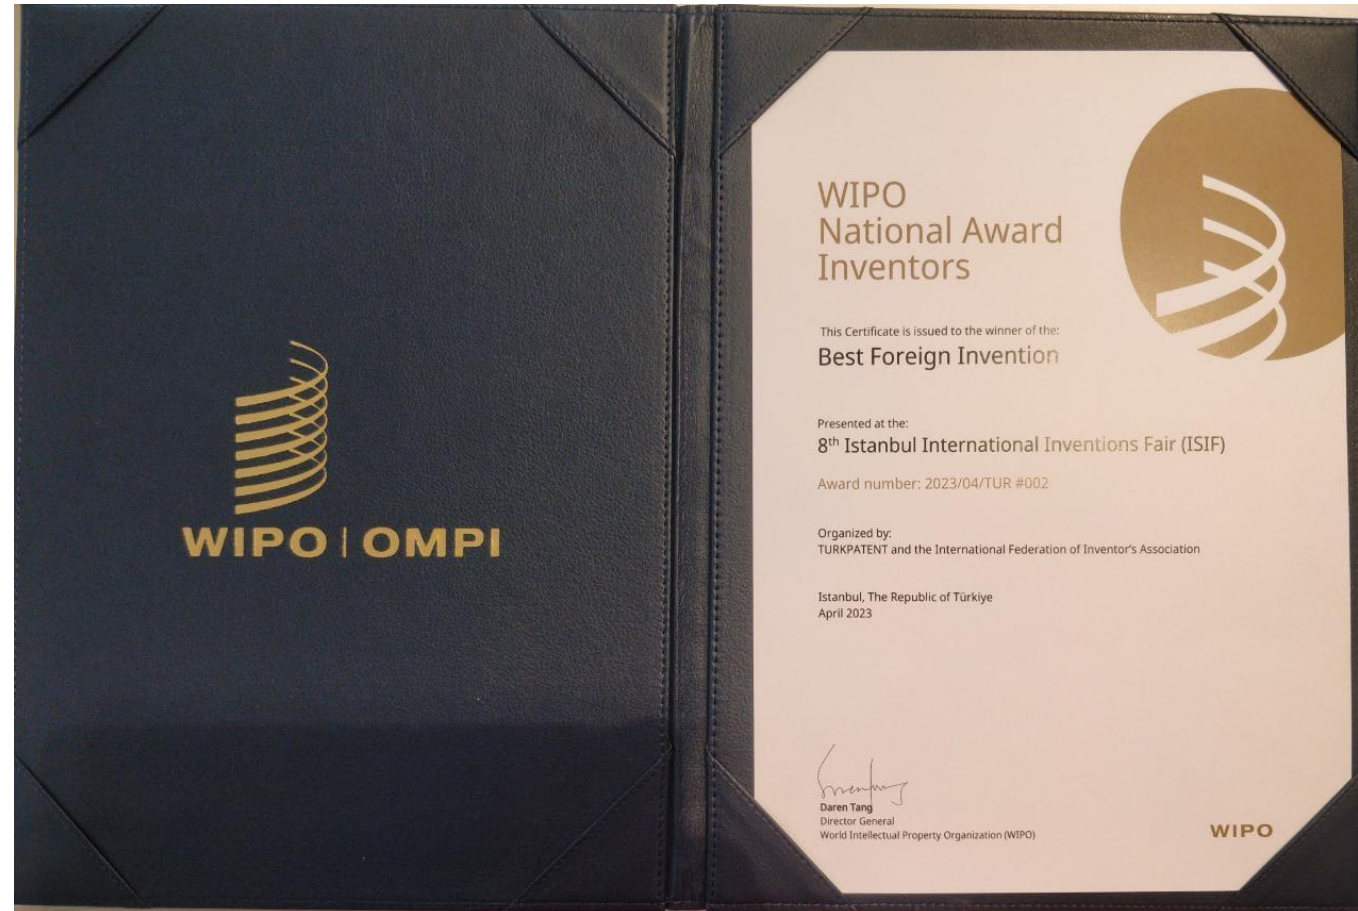 WIPO | OMPI
WIPO
National Award
Inventors
This Certificate is issued to the winner of the:
Best Foreign Invention
Presented at the:
8th Istanbul International Inventions Fair (ISIF)
Award number: 2023/04/TUR #002
Organized by:
TURKPATENT and the International Federation of Inventor's Association
Istanbul, The Republic of Türkiye
April 2023
Daren Tang
Director General
World Intellectual Property Organization (WIPO)
WIPO